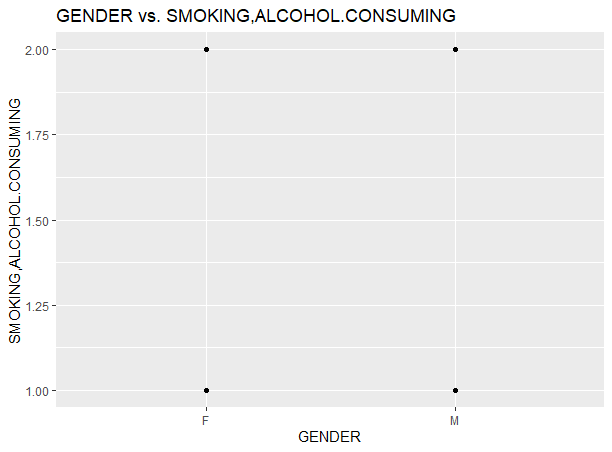 GENDER vs. SMOKING,ALCOHOL.CONSUMING
SMOKING,ALCOHOL.CONSUMING
2.00
1.75
1.50
1.25
1.00
F M
GENDER